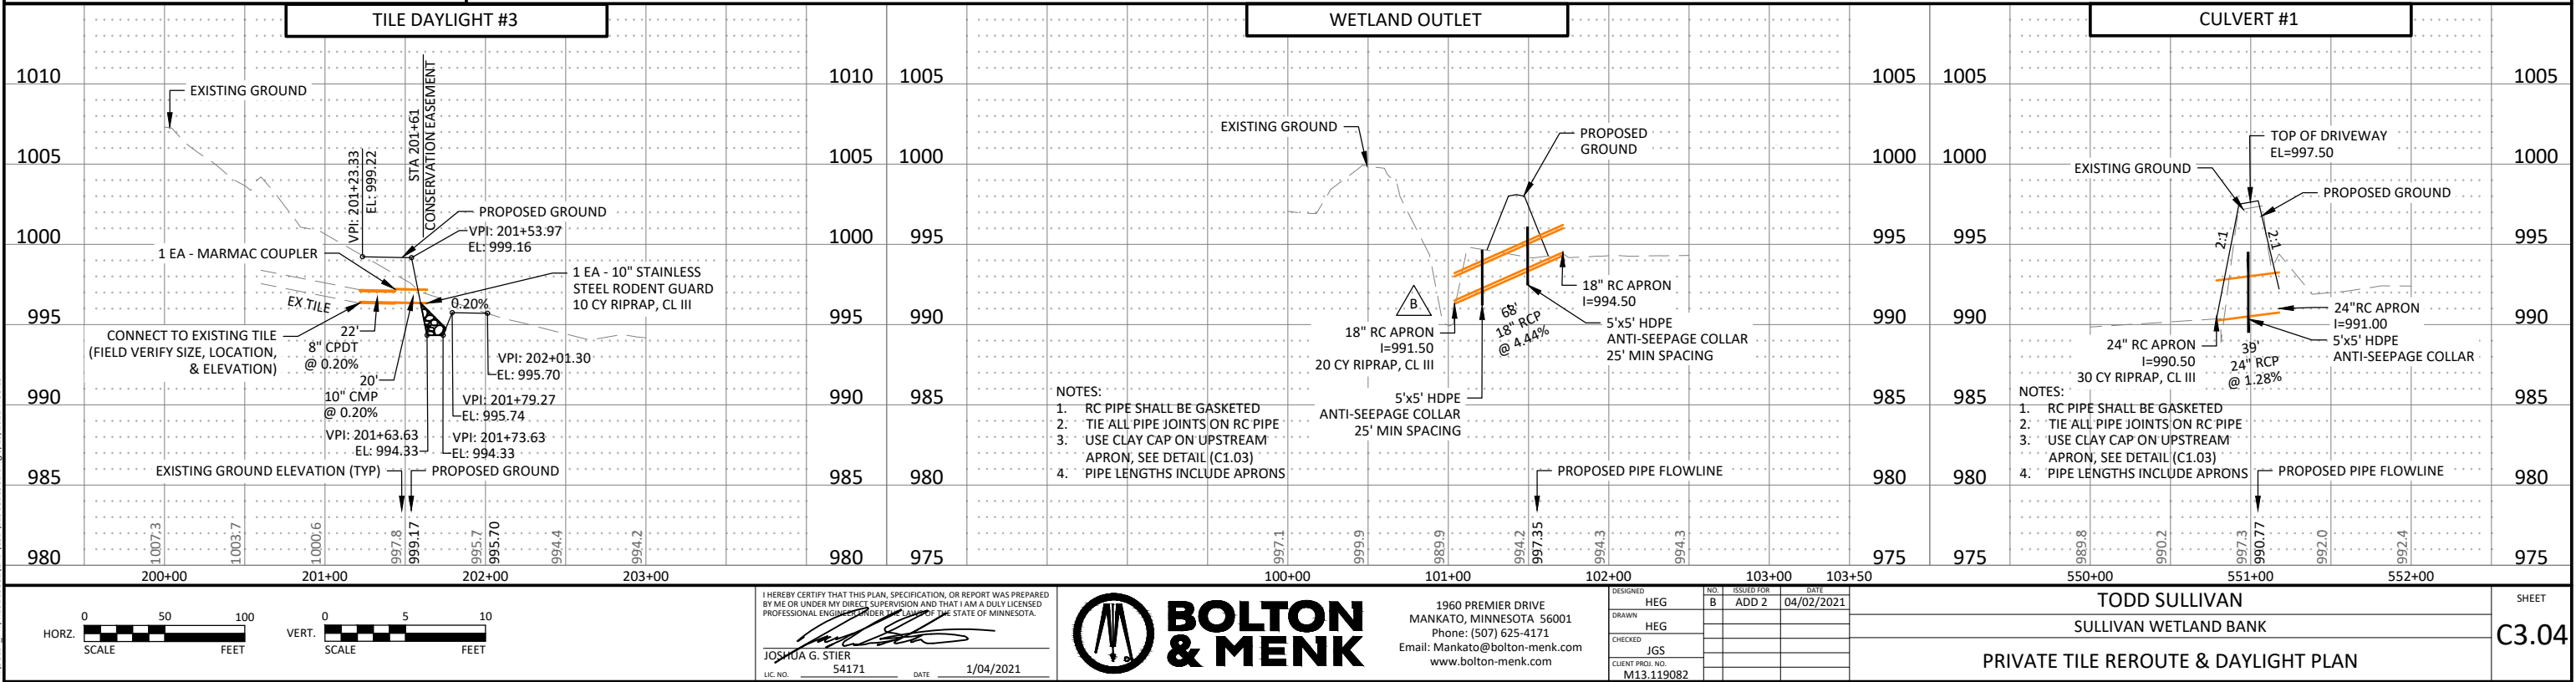 TILE DAYLIGHT #3
1010
1005
1000
995
990
985
980
1010
1005
1000
995
990
985
980
EXISTING GROUND
VPI: 201+23.33
EL: 999.22
STA 201+61
CONSERVATION EASEMENT
PROPOSED GROUND
VPI: 201+53.97
EL: 999.16
1 EA - MARMAC COUPLER
1 EA - 10" STAINLESS
STEEL RODENT GUARD
10 CY RIPRAP, CL III
EX TILE
0.20%
CONNECT TO EXISTING TILE
(FIELD VERIFY SIZE, LOCATION,
& ELEVATION)
22'
8" CPDT
@ 0.20%
20'
10" CMP
@ 0.20%
VPI: 202+01.30
EL: 995.70
VPI: 201+79.27
EL: 995.74
VPI: 201+63.63
EL: 994.33
VPI: 201+73.63
EL: 994.33
EXISTING GROUND ELEVATION (TYP)
PROPOSED GROUND
1007.3
1003.7
1000.6
997.8
999.17
995.7
995.70
994.4
994.2
200+00
201+00
202+00
203+00
WETLAND OUTLET
1005
1000
995
990
985
980
975
1005
1000
995
990
985
980
975
EXISTING GROUND
PROPOSED
GROUND
B
18" RC APRON
I=991.50
20 CY RIPRAP, CL III
68'
18" RCP
@ 4.44%
18" RC APRON
I=994.50
5'x5' HDPE
ANTI-SEEPAGE COLLAR
25' MIN SPACING
5'x5' HDPE
ANTI-SEEPAGE COLLAR
25' MIN SPACING
NOTES:
1. RC PIPE SHALL BE GASKETED
2. TIE ALL PIPE JOINTS ON RC PIPE
3. USE CLAY CAP ON UPSTREAM
APRON, SEE DETAIL (C1.03)
4. PIPE LENGTHS INCLUDE APRONS
PROPOSED PIPE FLOWLINE
997.1
999.9
989.9
994.2
997.35
994.3
994.3
100+00
101+00
102+00
103+00
103+50
CULVERT #1
1005
1000
995
990
985
980
975
1005
1000
995
990
985
980
975
TOP OF DRIVEWAY
EL=997.50
EXISTING GROUND
PROPOSED GROUND
2:1
2:1
24" RC APRON
I=990.50
30 CY RIPRAP, CL III
39'
24" RCP
@ 1.28%
24"RC APRON
I=991.00
5'x5' HDPE
ANTI-SEEPAGE COLLAR
NOTES:
1. RC PIPE SHALL BE GASKETED
2. TIE ALL PIPE JOINTS ON RC PIPE
3. USE CLAY CAP ON UPSTREAM
APRON, SEE DETAIL (C1.03)
4. PIPE LENGTHS INCLUDE APRONS
PROPOSED PIPE FLOWLINE
989.8
990.2
997.3
990.77
992.0
992.4
550+00
551+00
552+00
HORZ.
0 50 100
SCALE FEET
VERT.
0 5 10
SCALE FEET
I HEREBY CERTIFY THAT THIS PLAN, SPECIFICATION, OR REPORT WAS PREPARED
BY ME OR UNDER MY DIRECT SUPERVISION AND THAT I AM A DULY LICENSED
PROFESSIONAL ENGINEER UNDER THE LAWS OF THE STATE OF MINNESOTA.
JOSHUA G. STIER
LIC. NO. 54171 DATE 1/04/2021
BOLTON
& MENK
1960 PREMIER DRIVE
MANKATO, MINNESOTA 56001
Phone: (507) 625-4171
Email: Mankato@bolton-menk.com
www.bolton-menk.com
DESIGNED
HEG
DRAWN
HEG
CHECKED
JGS
CLIENT PROJ. NO.
M13.119082
NO. ISSUED FOR DATE
B ADD 2 04/02/2021
TODD SULLIVAN
SULLIVAN WETLAND BANK
PRIVATE TILE REROUTE & DAYLIGHT PLAN
SHEET
C3.04